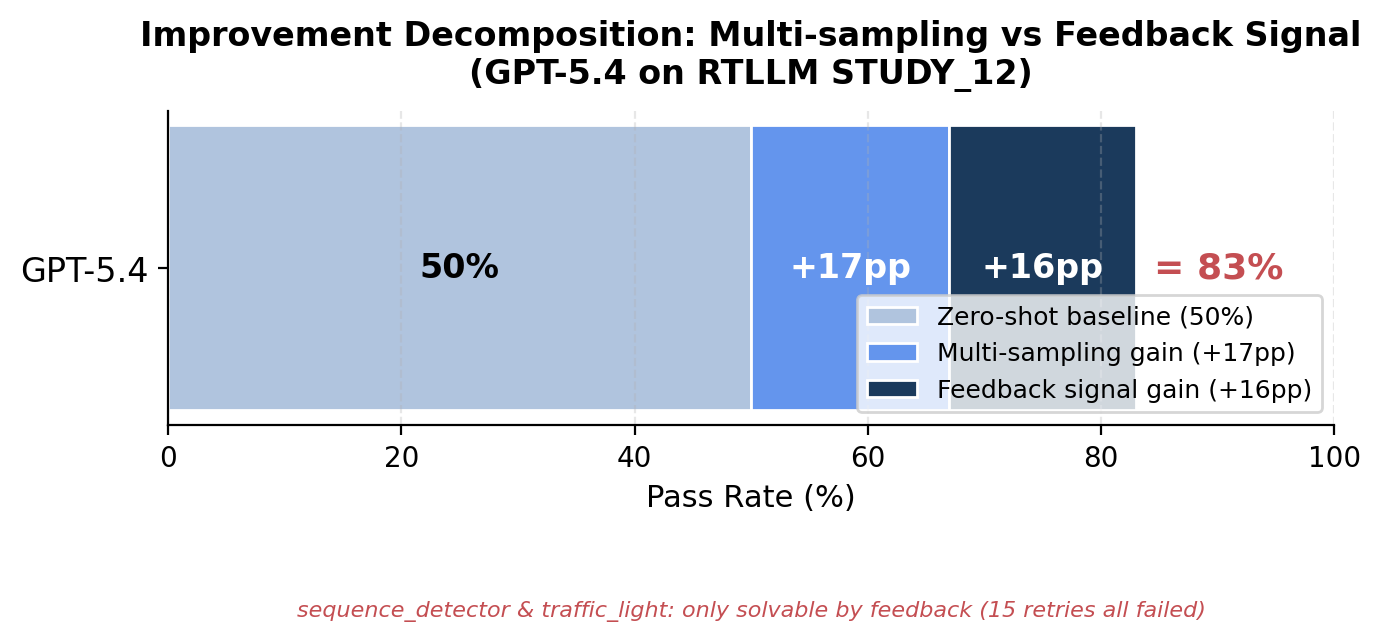 Improvement Decomposition: Multi-sampling vs Feedback Signal
(GPT-5.4 on RTLLM STUDY_12)
GPT-5.4
50%
+17pp
+16pp
= 83%
Zero-shot baseline (50%)
Multi-sampling gain (+17pp)
Feedback signal gain (+16pp)
0 20 40 60 80 100
Pass Rate (%)
sequence_detector & traffic_light: only solvable by feedback (15 retries all failed)